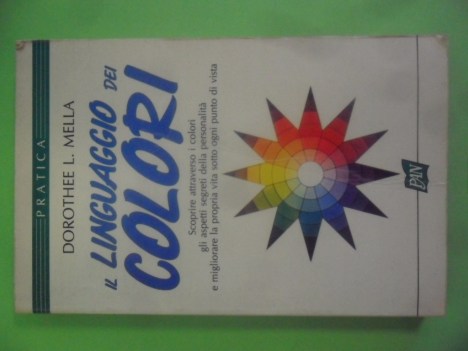 PRATICA
DOROTHEE L. MELLA
IL LINGUAGGIO DEI
COLORI
Scoprire attraverso i colori
gli aspetti segreti della personalità
e migliorare la propria vita sotto ogni punto di vista
PAN